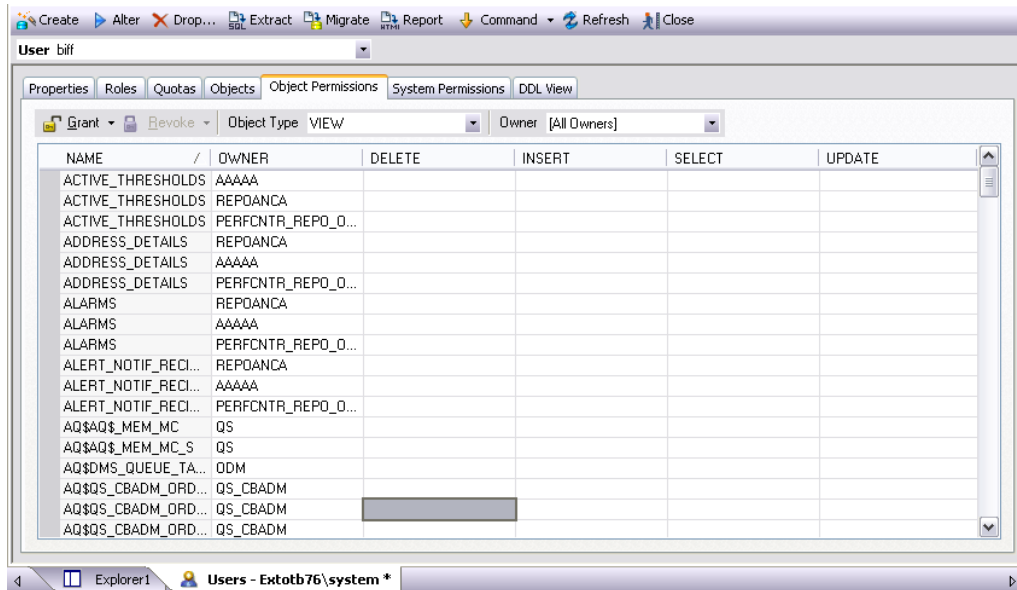 Create Alter Drop... Extract Migrate Report Command Refresh Close
User biff
Properties Roles Quotas Objects Object Permissions System Permissions DDL View
Grant Revoke Object Type VIEW Owner [All Owners]
NAME / OWNER DELETE INSERT SELECT UPDATE
ACTIVE_THRESHOLDS AAAAA
ACTIVE_THRESHOLDS REPOANCA
ACTIVE_THRESHOLDS PERFCNTR_REPO_O...
ADDRESS_DETAILS REPOANCA
ADDRESS_DETAILS AAAAA
ADDRESS_DETAILS PERFCNTR_REPO_O...
ALARMS REPOANCA
ALARMS AAAAA
ALARMS PERFCNTR_REPO_O...
ALERT_NOTIF_RECI... REPOANCA
ALERT_NOTIF_RECI... AAAAA
ALERT_NOTIF_RECI... PERFCNTR_REPO_O...
AQ$AQ$_MEM_MC QS
AQ$AQ$_MEM_MC_S QS
AQ$DMS_QUEUE_TA... ODM
AQ$QS_CBADM_ORD... QS_CBADM
AQ$QS_CBADM_ORD... QS_CBADM
AQ$QS_CBADM_ORD... QS_CBADM
Explorer1 Users - Extotb76\system *